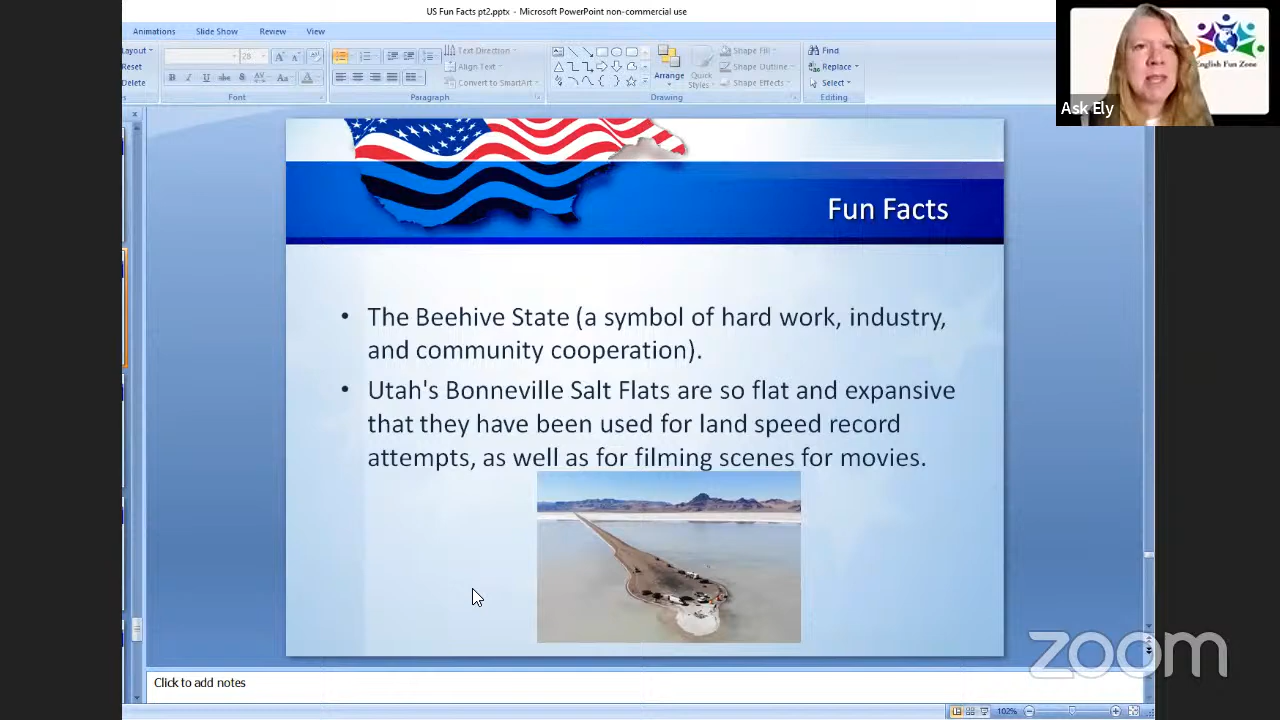 US Fun Facts pt2.pptx - Microsoft PowerPoint non-commercial use
Animations Slide Show Review View
ayout
Reset
Delete
28
Font
Text Direction
Align Text
Convert to SmartArt
Paragraph
Arrange
Quick
Styles
Shape Fill
Shape Outline
Shape Effects
Drawing
Find
Replace
Select
Editing
English Fun Zone
Ask Ely
Fun Facts
• The Beehive State (a symbol of hard work, industry,
and community cooperation).
• Utah's Bonneville Salt Flats are so flat and expansive
that they have been used for land speed record
attempts, as well as for filming scenes for movies.
zoom
Click to add notes
102%